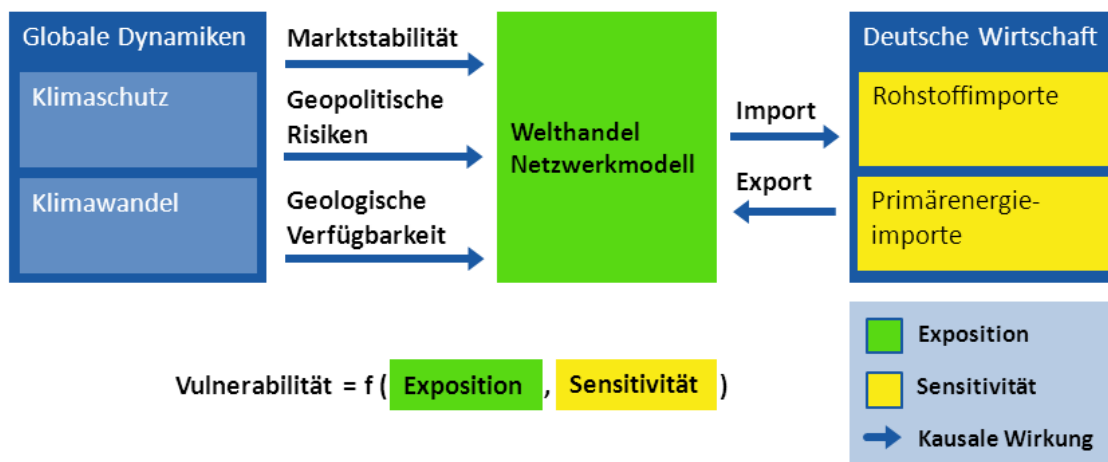 Globale Dynamiken
Klimaschutz
Klimawandel
Marktstabilität
Geopolitische
Risiken
Geologische
Verfügbarkeit
Welthandel
Netzwerkmodell
Import
Export
Deutsche Wirtschaft
Rohstoffimporte
Primärenergie-
importe
Vulnerabilität = f ( Exposition , Sensitivität )
Exposition
Sensitivität
Kausale Wirkung